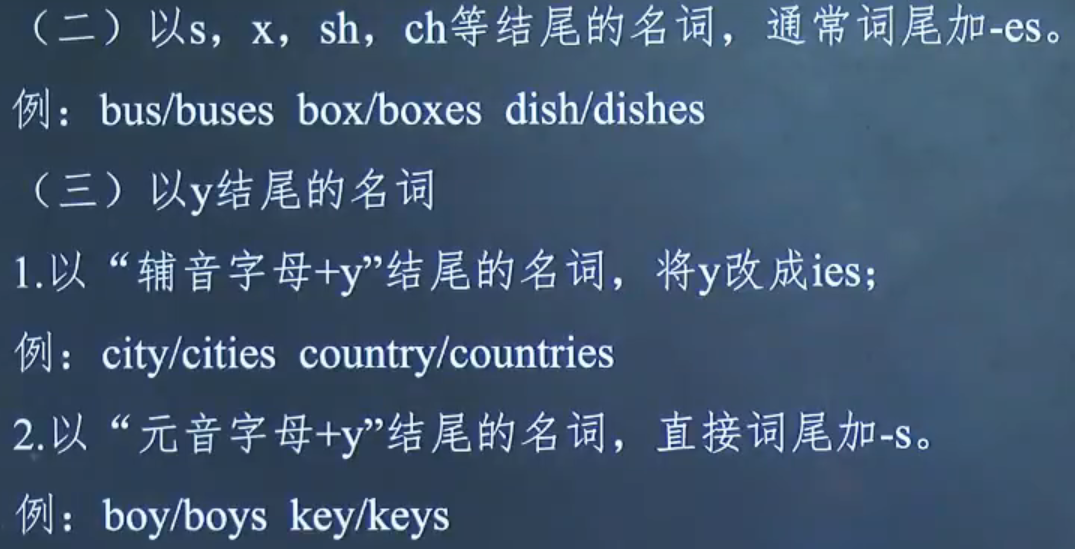 （二）以s，x，sh，ch等结尾的名词，通常词尾加-es。
例：bus/buses box/boxes dish/dishes
（三）以y结尾的名词
1.以“辅音字母+y”结尾的名词，将y改成ies；
例：city/cities country/countries
2.以“元音字母+y”结尾的名词，直接词尾加-s。
例：boy/boys key/keys